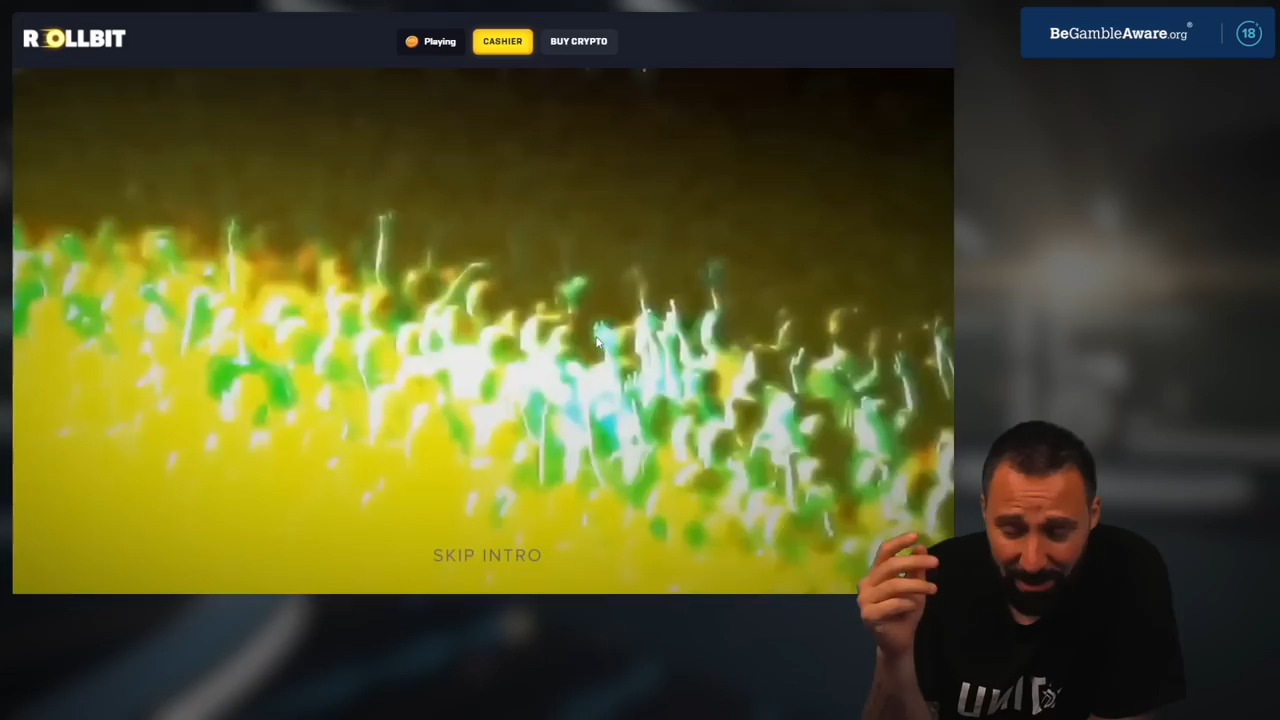 ROLLBIT
Playing
CASHIER
BUY CRYPTO
BeGambleAware.org®
18+
SKIP INTRO